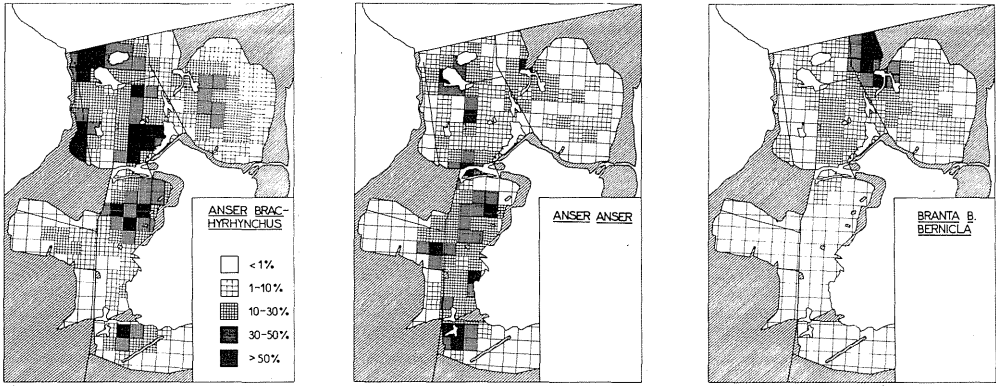 ANSER BRAC-
HYRHYNCHUS
< 1%
1-10%
10-30%
30-50%
> 50%
ANSER ANSER
BRANTA B.
BERNICLA